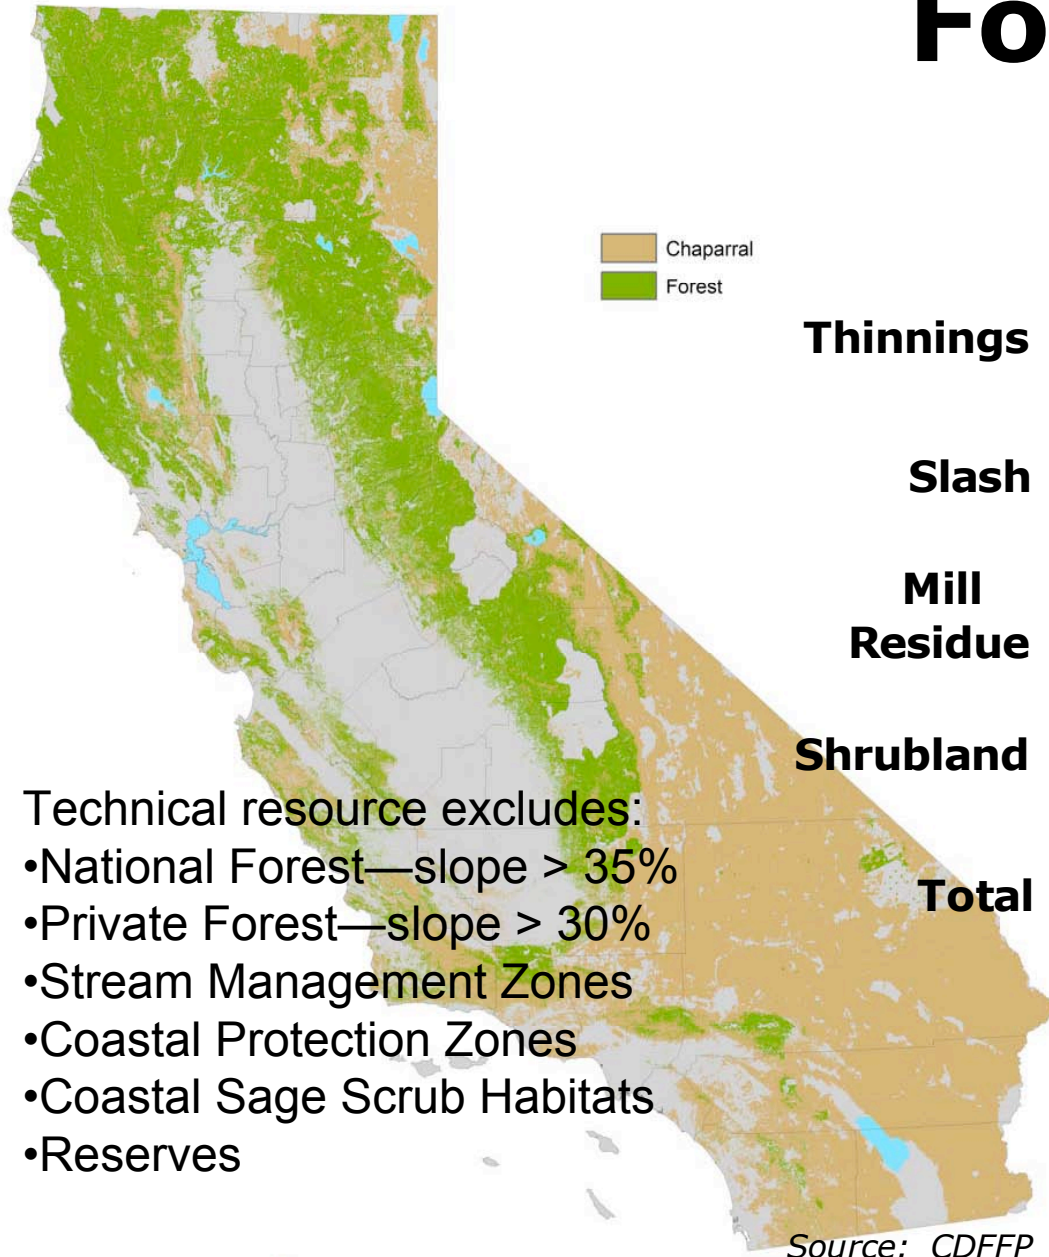 Fo
Chaparral
Forest
Thinnings
Slash
Mill
Residue
Shrubland
Total
Technical resource excludes:
•National Forest—slope > 35%
•Private Forest—slope > 30%
•Stream Management Zones
•Coastal Protection Zones
•Coastal Sage Scrub Habitats
•Reserves
Source: CDFFP